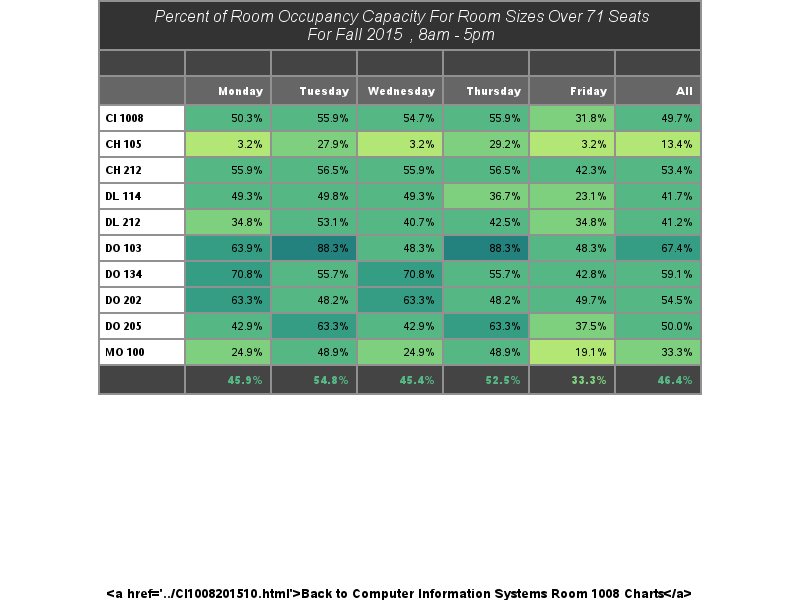 Percent of Room Occupancy Capacity For Room Sizes Over 71 Seats
For Fall 2015 , 8am - 5pm
Monday Tuesday Wednesday Thursday Friday All
CI 1008 50.3% 55.9% 54.7% 55.9% 31.8% 49.7%
CH 105 3.2% 27.9% 3.2% 29.2% 3.2% 13.4%
CH 212 55.9% 56.5% 55.9% 56.5% 42.3% 53.4%
DL 114 49.3% 49.8% 49.3% 36.7% 23.1% 41.7%
DL 212 34.8% 53.1% 40.7% 42.5% 34.8% 41.2%
DO 103 63.9% 88.3% 48.3% 88.3% 48.3% 67.4%
DO 134 70.8% 55.7% 70.8% 55.7% 42.8% 59.1%
DO 202 63.3% 48.2% 63.3% 48.2% 49.7% 54.5%
DO 205 42.9% 63.3% 42.9% 63.3% 37.5% 50.0%
MO 100 24.9% 48.9% 24.9% 48.9% 19.1% 33.3%
45.9% 54.8% 45.4% 52.5% 33.3% 46.4%
<a href='../CI1008201510.html'>Back to Computer Information Systems Room 1008 Charts</a>